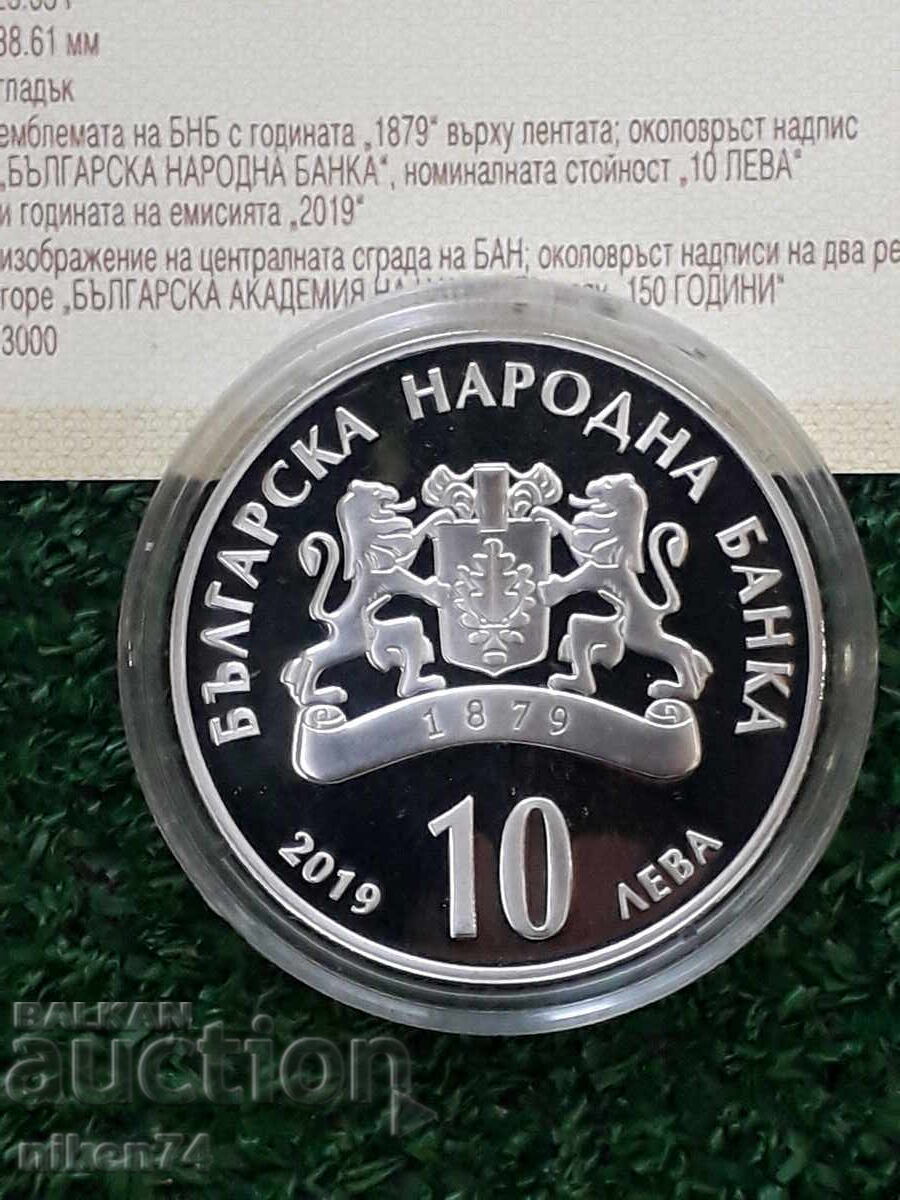 38.61 мм
гладък
емблемата на БНБ с годината „1879“ върху лентата; околовръст надпис
„БЪЛГАРСКА НАРОДНА БАНКА“, номиналната стойност „10 ЛЕВА“
и годината на емисията „2019“
изображение на централната сграда на БАН; околовръст надписи на два ре
горе „БЪЛГАРСКА АКАДЕМИЯ 150 ГОДИНИ“
3000
БЪЛГАРСКА НАРОДНА БАНКА
1879
2019
10
ЛЕВА
BALKAN
auction
niken74